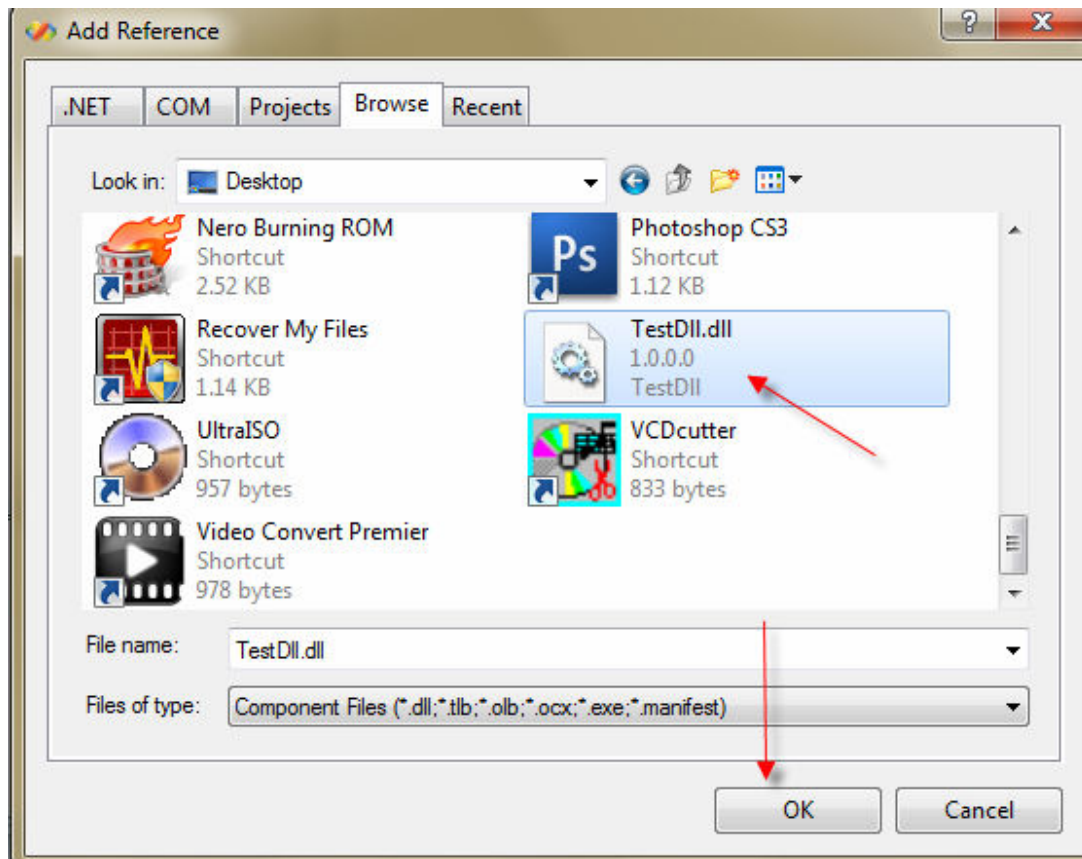 Add Reference
.NET COM Projects Browse Recent
Look in: Desktop
Nero Burning ROM
Shortcut
2.52 KB
Ps
Photoshop CS3
Shortcut
1.12 KB
Recover My Files
Shortcut
1.14 KB
TestDll.dll
1.0.0.0
TestDll
UltraISO
Shortcut
957 bytes
VCDcutter
Shortcut
833 bytes
Video Convert Premier
Shortcut
978 bytes
File name: TestDll.dll
Files of type: Component Files (*.dll;*.tlb;*.olb;*.ocx;*.exe;*.manifest)
OK Cancel